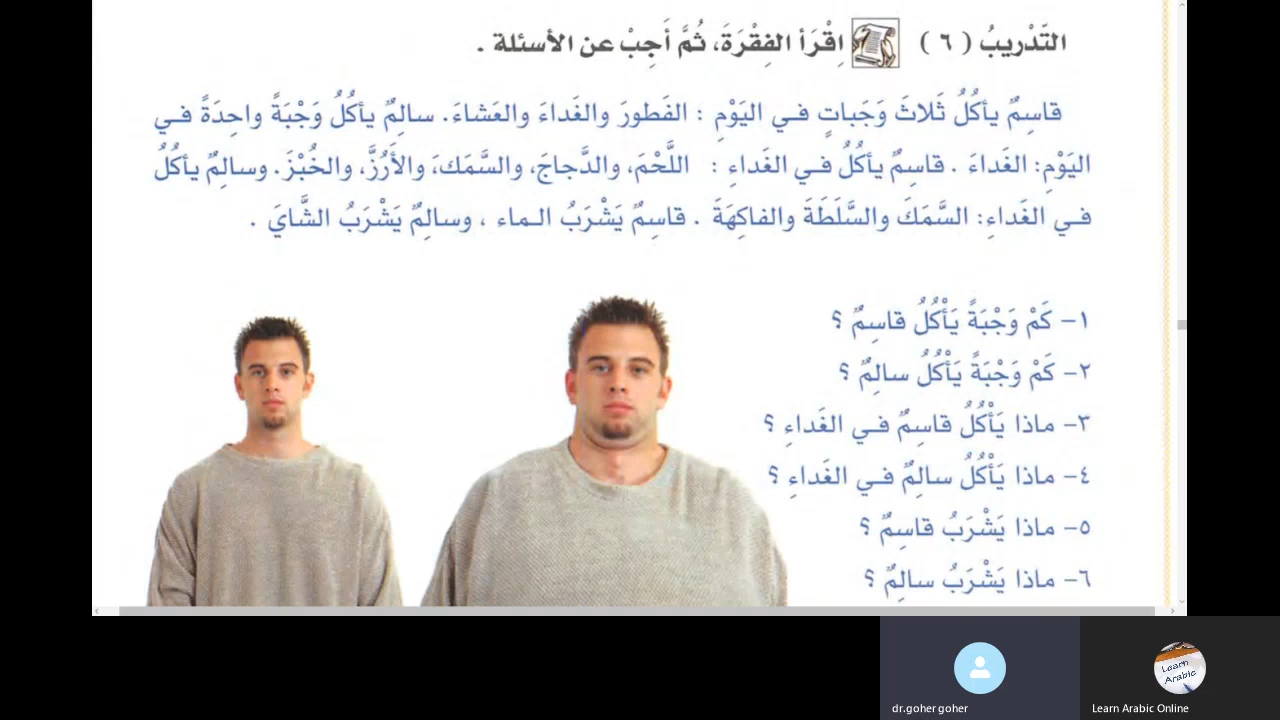 التَّدْريبُ ( ٦ ) اِقْرَأ الفِقْرَةَ، ثُمَّ أَجِبْ عن الأسئلة .
قاسِمٌ يأكُلُ ثَلاثَ وَجَباتٍ في اليَوْمِ : الفَطورَ والغَداءَ والعَشاءَ. سالِمٌ يأكُلُ وَجْبَةً واحِدَةً في
اليَوْمِ: الغَداءَ . قاسِمٌ يأكُلُ في الغَداءِ : اللَّحْمَ، والدَّجاجَ، والسَّمَكَ، والأَرُزَّ، والخُبْزَ. وسالِمٌ يأكُلُ
في الغَداءِ: السَّمَكَ والسَّلَطَةَ والفاكِهَةَ . قاسِمٌ يَشْرَبُ الماء ، وسالِمٌ يَشْرَبُ الشَّايَ .
١- كَمْ وَجْبَةً يَأْكُلُ قاسِمٌ ؟
٢- كَمْ وَجْبَةً يَأْكُلُ سالِمٌ ؟
٣- ماذا يَأْكُلُ قاسِمٌ في الغَداءِ ؟
٤- ماذا يَأْكُلُ سالِمٌ في الغَداءِ ؟
٥- ماذا يَشْرَبُ قاسِمٌ ؟
٦- ماذا يَشْرَبُ سالِمٌ ؟
Learn Arabic
dr.goher goher
Learn Arabic Online